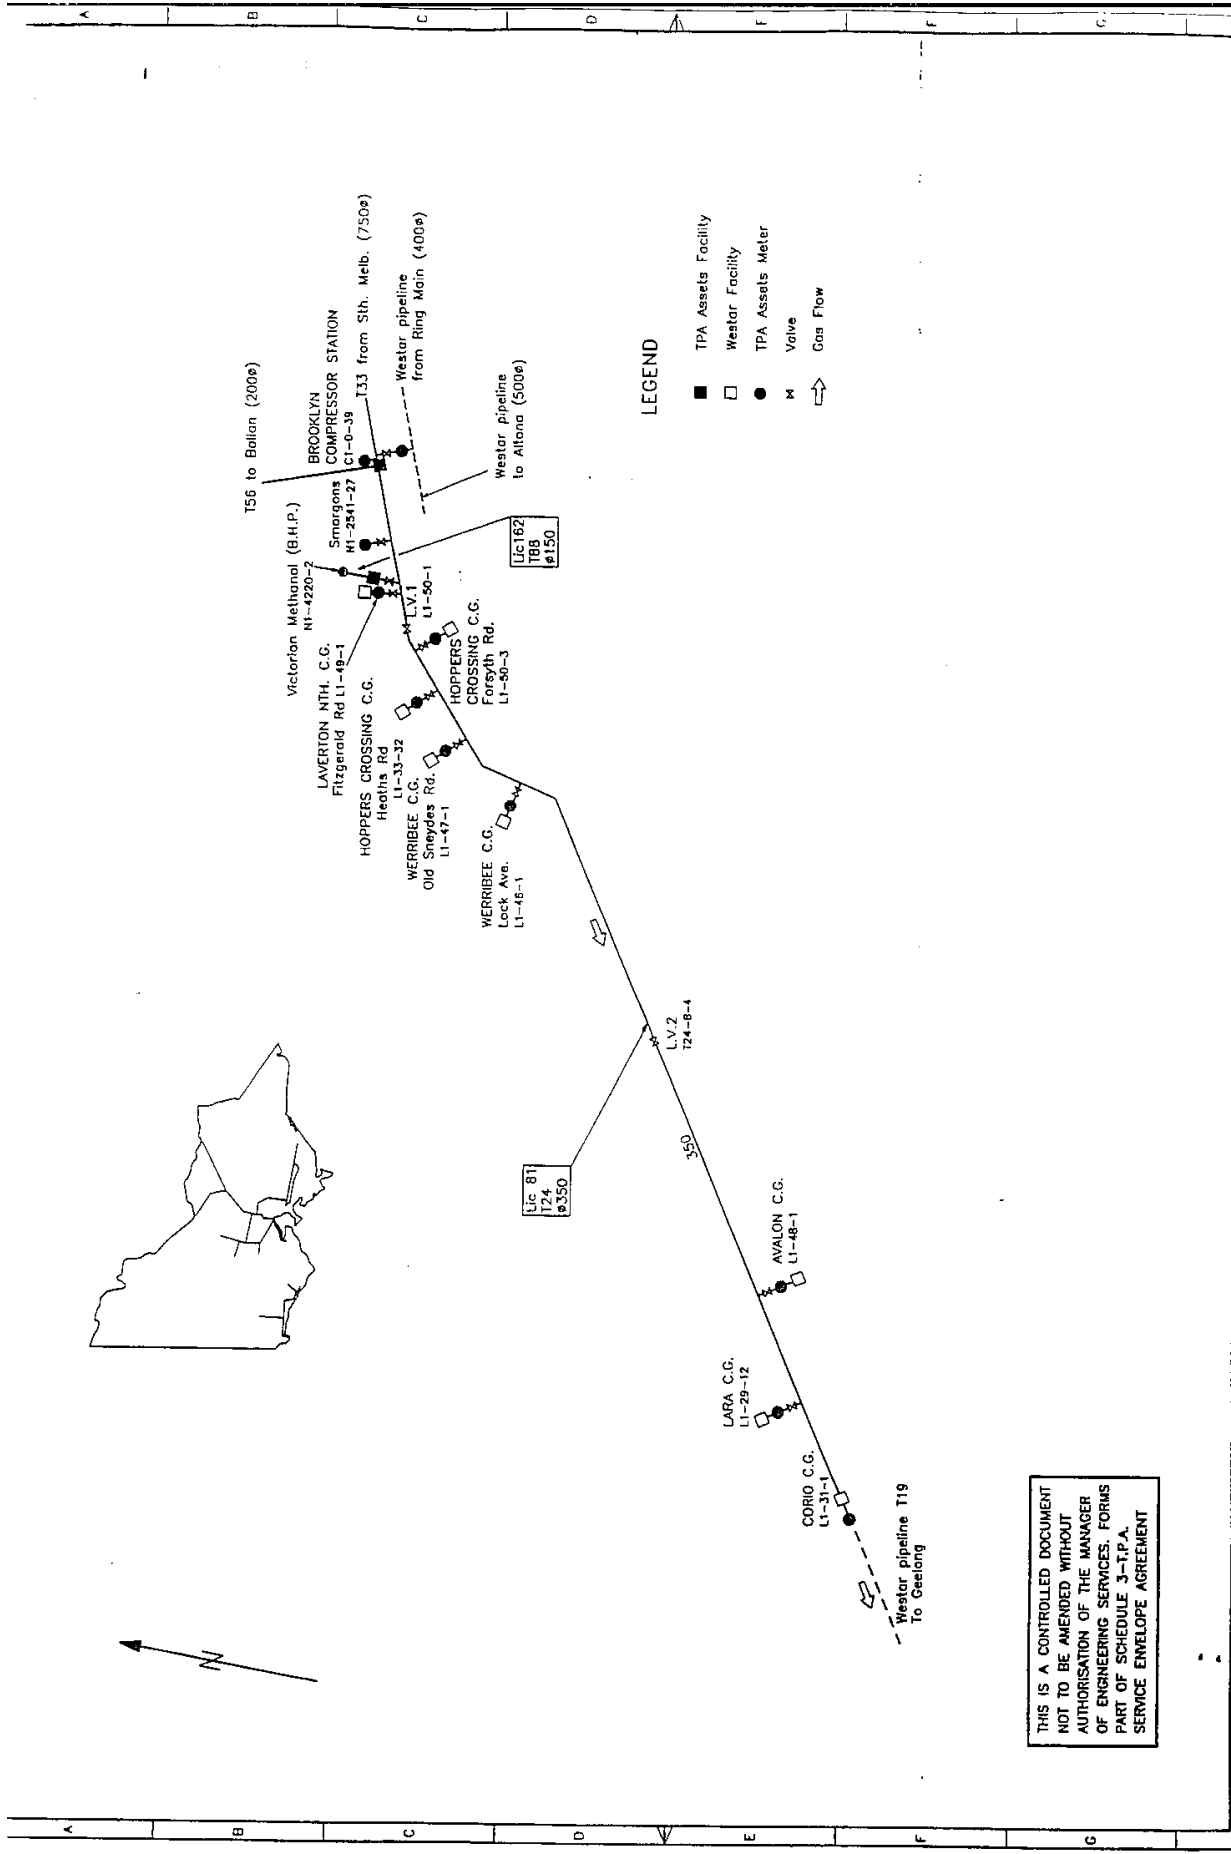 A
B
C
D
E
F
G
T56 to Ballan (200ø)
BROOKLYN
COMPRESSOR STATION
C1-0-39
T33 from Sth. Melb. (750ø)
Westar pipeline
from Ring Main (400ø)
Westar pipeline
to Altona (500ø)
Smorgons
N1-2541-27
Victorian Methanal (B.H.P.)
N1-4220-2
Lic162
T88
ø150
LAVERTON NTH. C.G.
Fitzgerald Rd L1-49-1
L.V.1
L1-50-1
HOPPERS
CROSSING C.G.
Forsyth Rd.
L1-50-3
HOPPERS CROSSING C.G.
Heaths Rd
L1-33-32
WERRIBEE C.G.
Old Sneydes Rd.
L1-47-1
WERRIBEE C.G.
Lock Ave.
L1-46-1
L.V.2
T24-8-4
Lic 81
T24
ø350
350
AVALON C.G.
L1-48-1
LARA C.G.
L1-29-12
CORIO C.G.
L1-31-1
Westar pipeline T19
To Geelong
N
LEGEND
TPA Assets Facility
Westar Facility
TPA Assets Meter
Valve
Gas Flow
THIS IS A CONTROLLED DOCUMENT
NOT TO BE AMENDED WITHOUT
AUTHORISATION OF THE MANAGER
OF ENGINEERING SERVICES. FORMS
PART OF SCHEDULE 3-T.P.A.
SERVICE ENVELOPE AGREEMENT
A
B
C
D
E
F
G